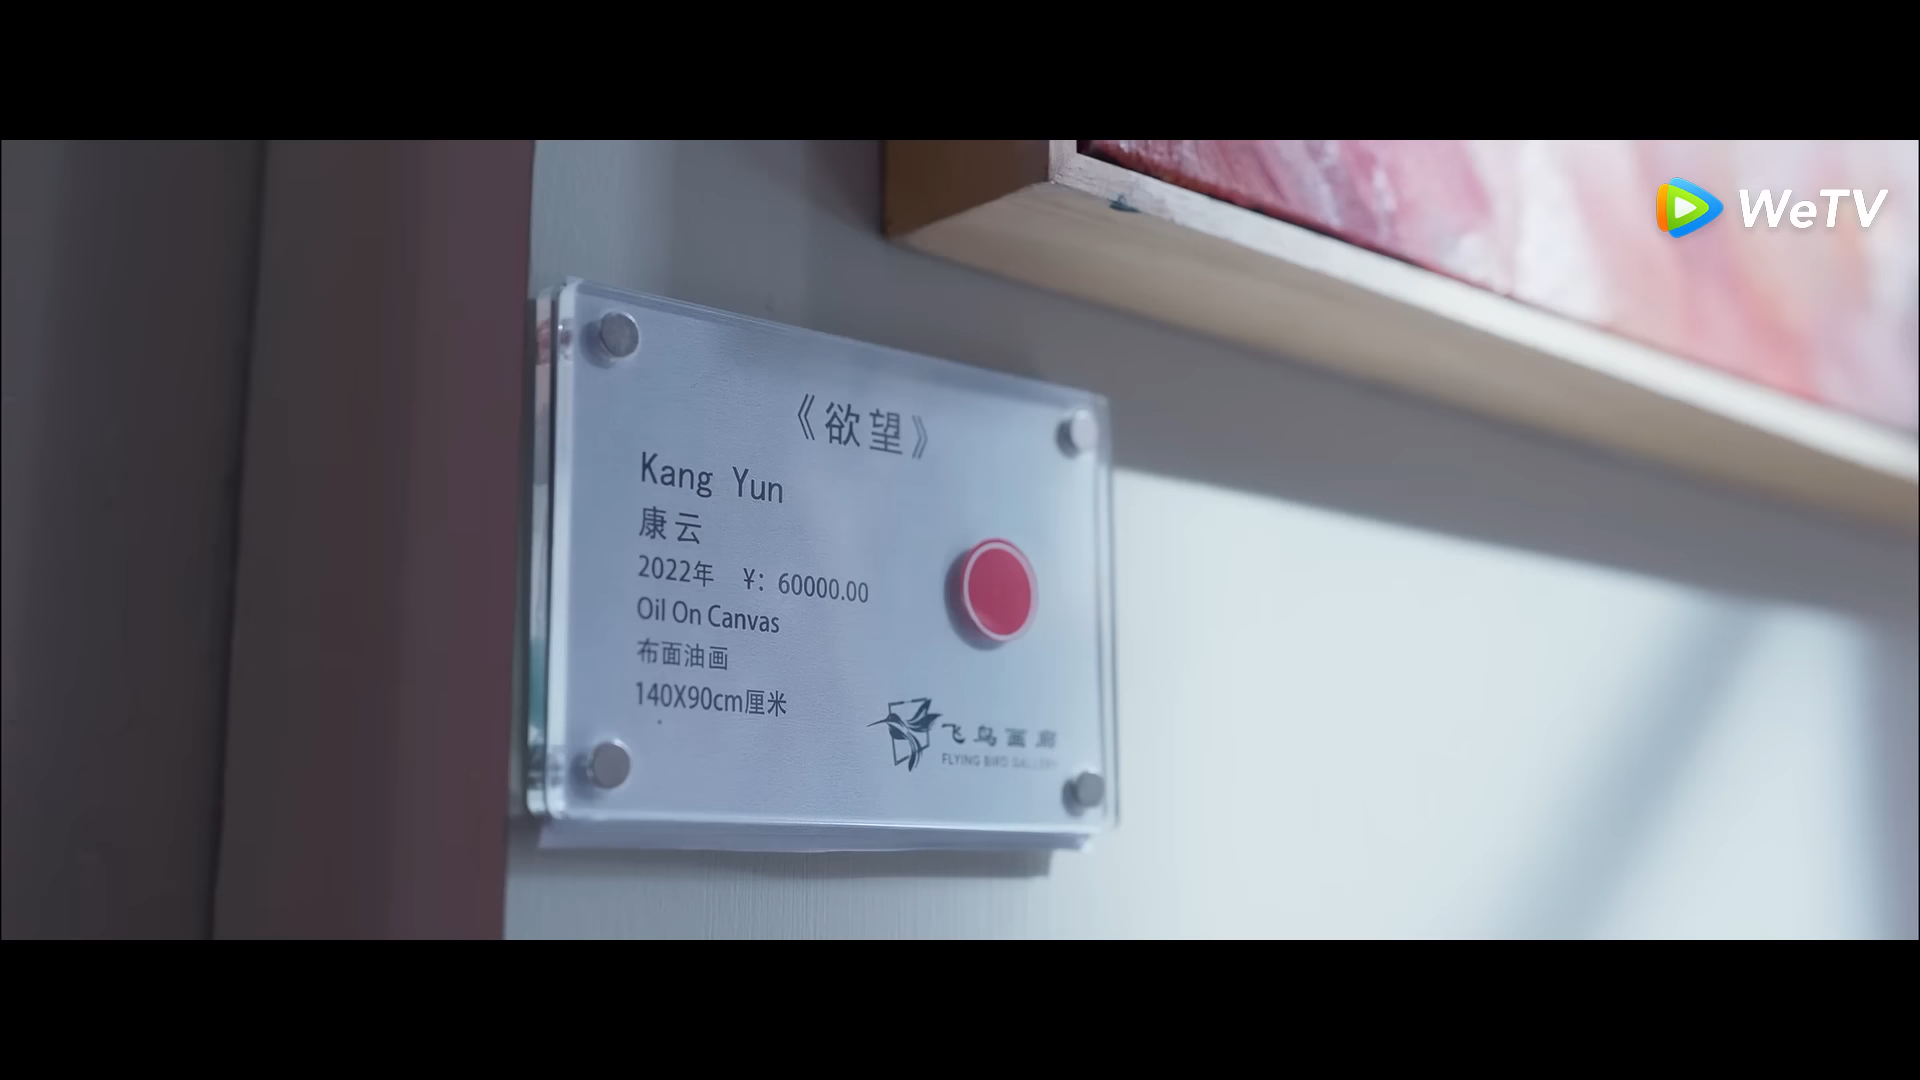 WeTV
《欲望》
Kang Yun
康云
2022年 ¥: 60000.00
Oil On Canvas
布面油画
140X90cm厘米
飞鸟画廊
FLYING BIRD GALLERY